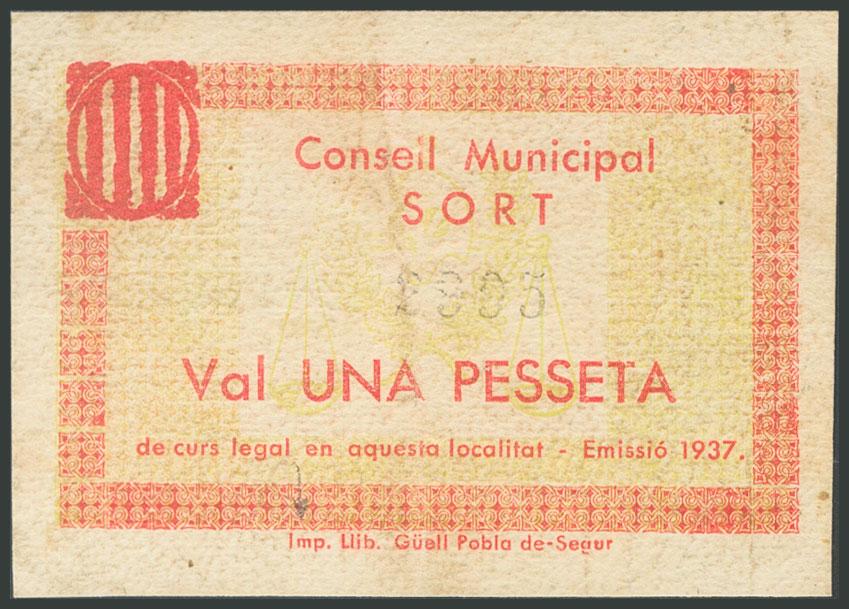 Consell Municipal
SORT
Val UNA PESSETA
de curs legal en aquesta localitat - Emissió 1937.
Imp. Llib. Güell Pobla de-Segur